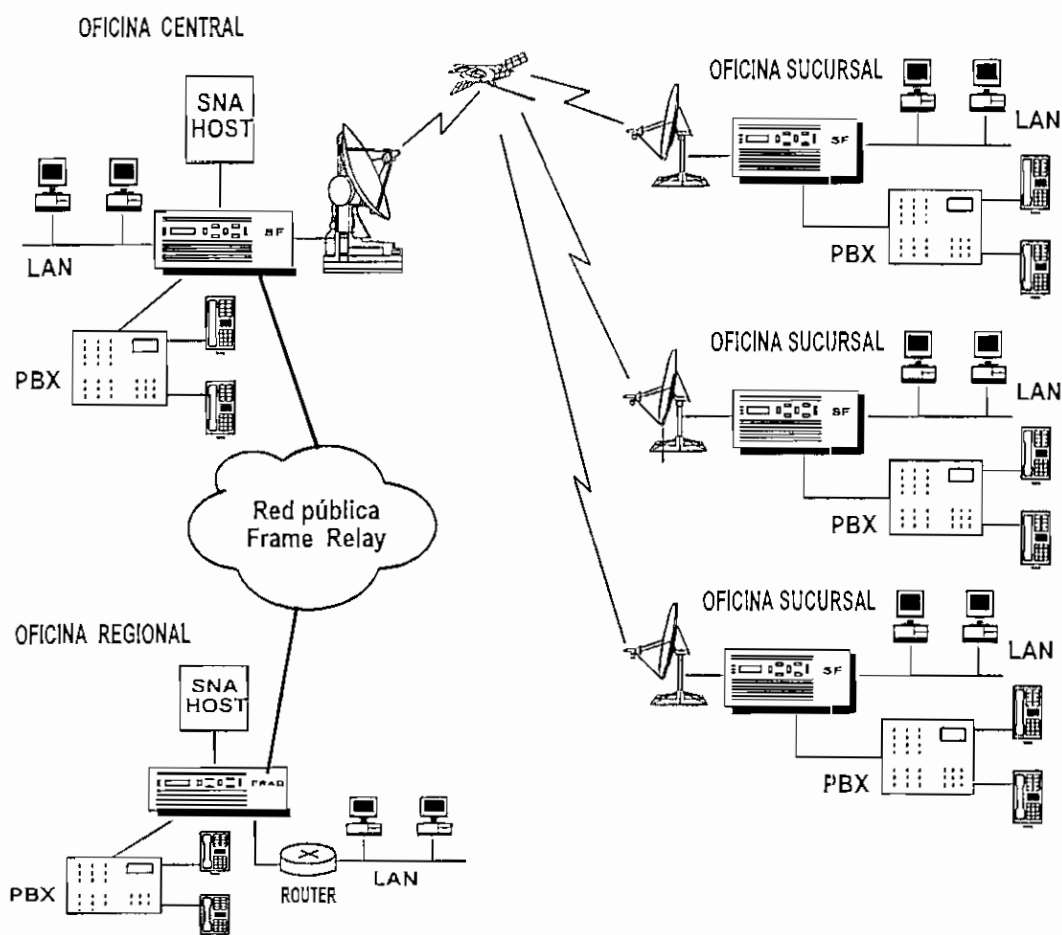 OFICINA CENTRAL
SNA
HOST
SF
LAN
PBX
Red pública
Frame Relay
OFICINA REGIONAL
SNA
HOST
FRAD
PBX
ROUTER
LAN
OFICINA SUCURSAL
SF
LAN
PBX
OFICINA SUCURSAL
SF
LAN
PBX
OFICINA SUCURSAL
SF
LAN
PBX